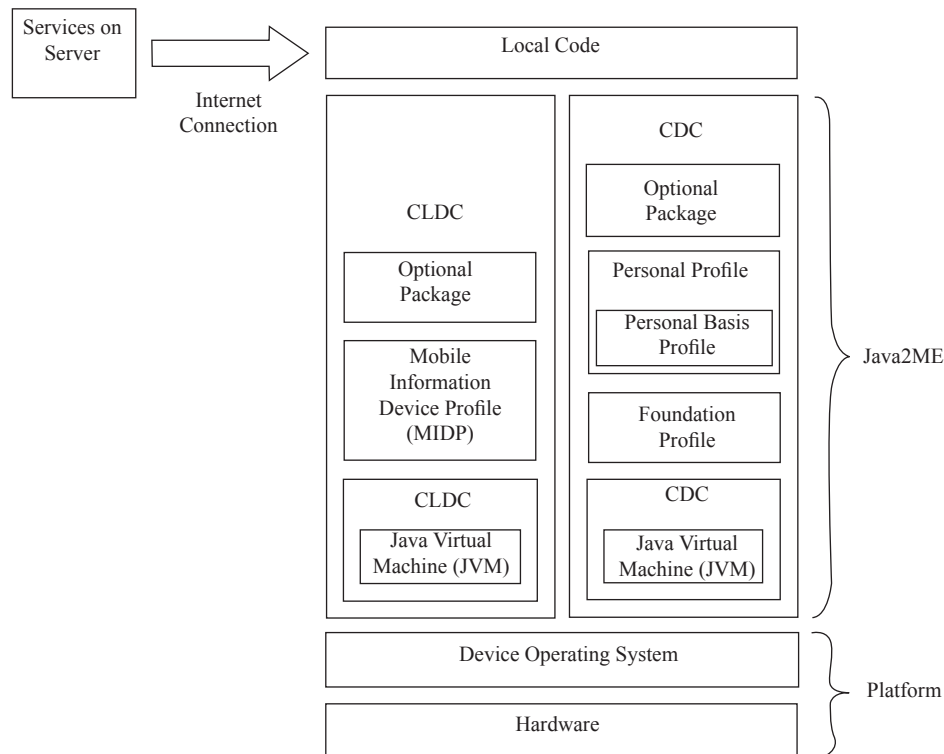 Services on
Server
Internet
Connection
Local Code
CLDC
Optional
Package
Mobile
Information
Device Profile
(MIDP)
CLDC
Java Virtual
Machine (JVM)
CDC
Optional
Package
Personal Profile
Personal Basis
Profile
Foundation
Profile
CDC
Java Virtual
Machine (JVM)
Java2ME
Device Operating System
Hardware
Platform